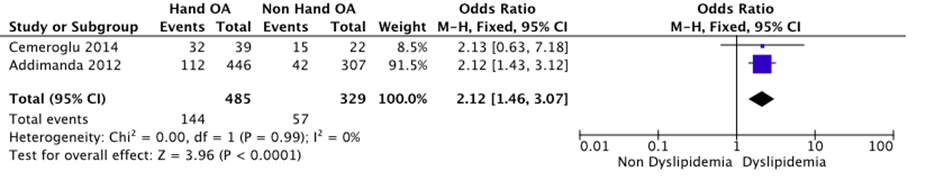 Hand OA Non Hand OA Odds Ratio Odds Ratio
Study or Subgroup Events Total Events Total Weight M-H, Fixed, 95% CI M-H, Fixed, 95% CI
Cemeroglu 2014 32 39 15 22 8.5% 2.13 [0.63, 7.18]
Addimanda 2012 112 446 42 307 91.5% 2.12 [1.43, 3.12]
Total (95% CI) 485 329 100.0% 2.12 [1.46, 3.07]
Total events 144 57
Heterogeneity: Chi² = 0.00, df = 1 (P = 0.99); I² = 0%
Test for overall effect: Z = 3.96 (P < 0.0001)
0.01 0.1 1 10 100
Non Dyslipidemia Dyslipidemia